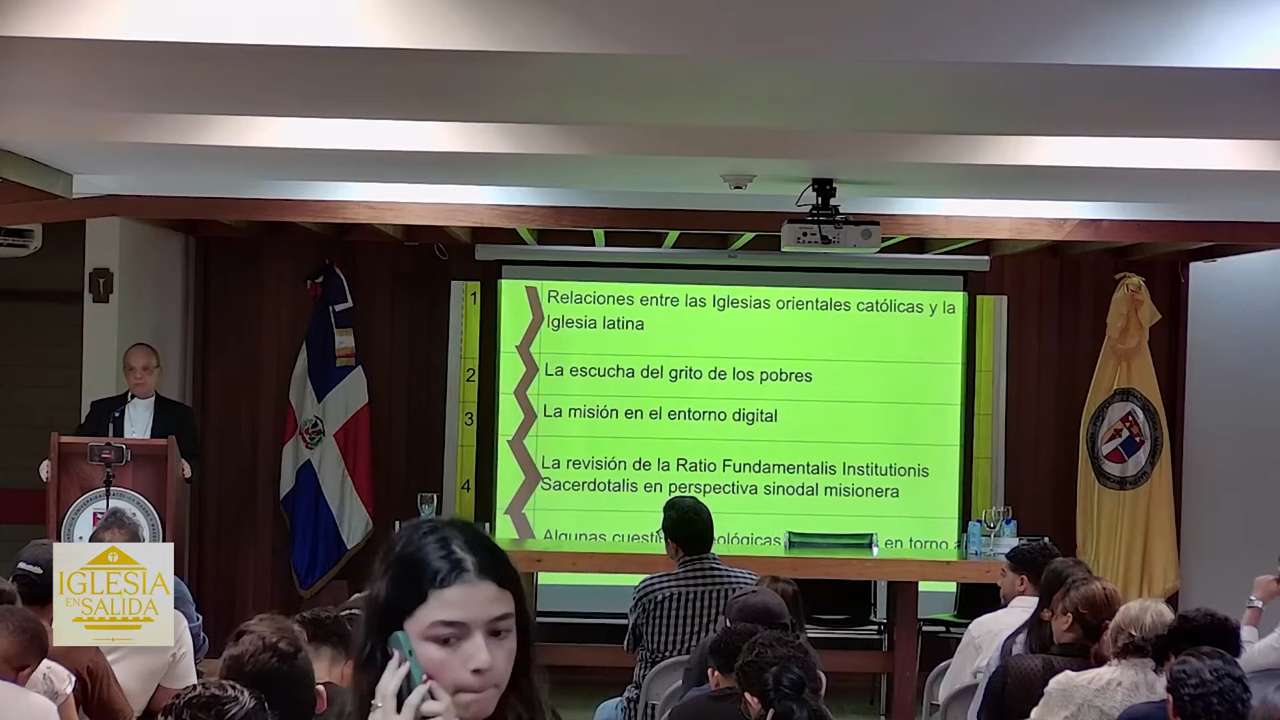 1
Relaciones entre las Iglesias orientales católicas y la
Iglesia latina
2
La escucha del grito de los pobres
3
La misión en el entorno digital
4
La revisión de la Ratio Fundamentalis Institutionis
Sacerdotalis en perspectiva sinodal misionera
Algunas en torno
IGLESIA
EN SALIDA